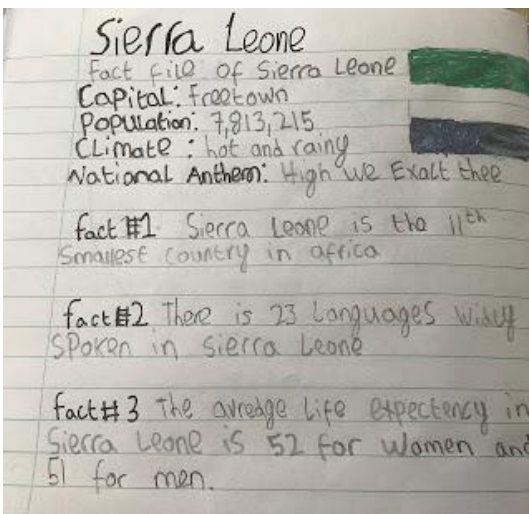 Sierra Leone
fact file of Sierra Leone
Capital: freetown
Population: 7,813,215
Climate : hot and rainy
National Anthem: High we Exalt thee
fact #1 Sierra Leone is the 11th
Smallest country in africa
fact #2 There is 23 Languages widly
Spoken in Sierra Leone
fact # 3 The avredge Life expectency in
Sierra Leone is 52 for women and
51 for men.